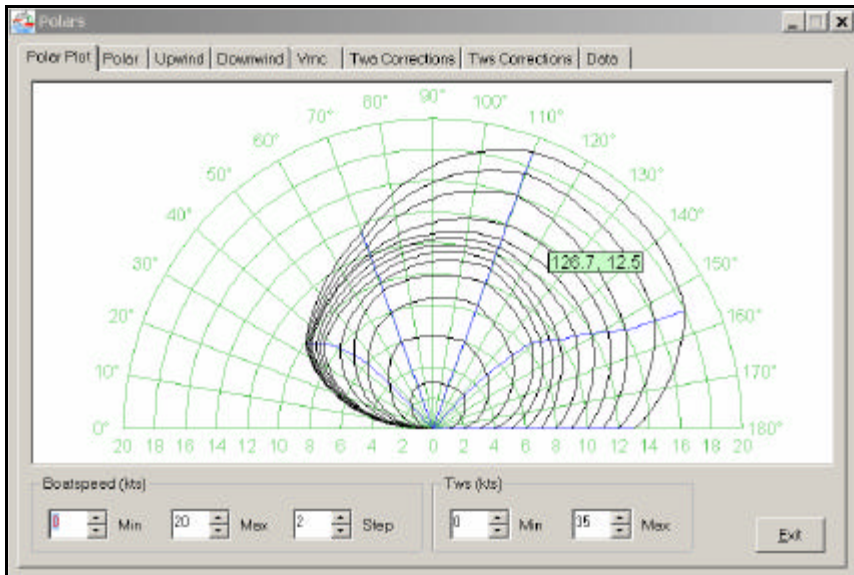 Polars
Polar Plot Polar Upwind Downwind Vmc Twa Corrections Tws Corrections Data
90°
80° 100°
70° 110°
60° 120°
50° 130°
40° 140°
30° 150°
20° 160°
10° 170°
0° 180°
126.7, 12.5
20 18 16 14 12 10 8 6 4 2 0 2 4 6 8 10 12 14 16 18 20
Boatspeed (kts) Tws (kts)
0 Min 20 Max 2 Step 0 Min 35 Max Exit